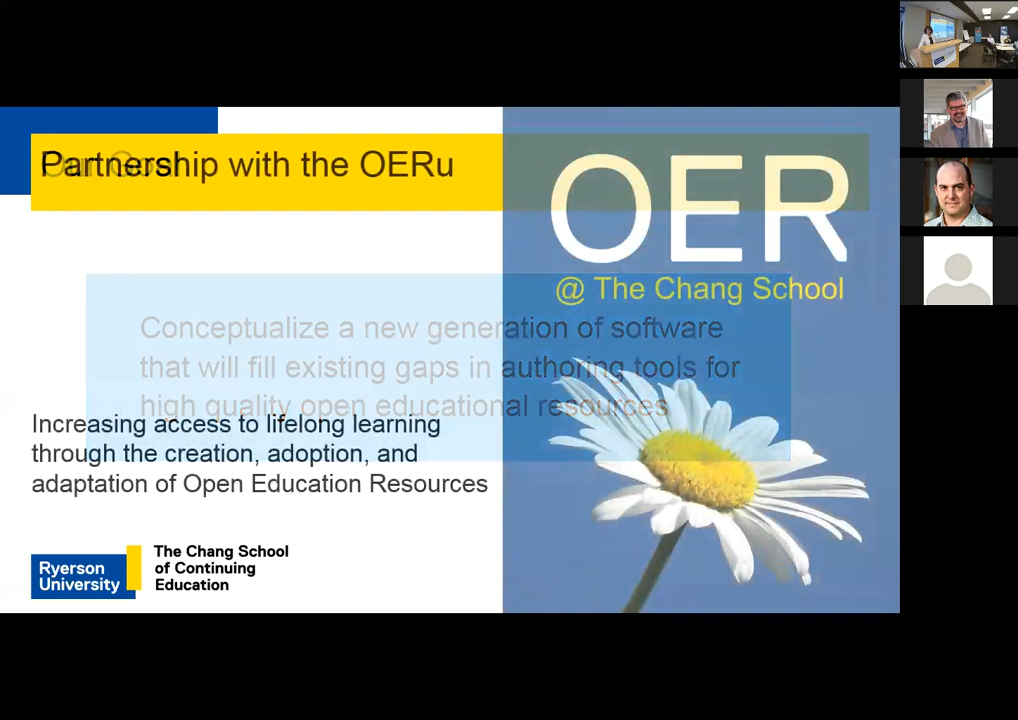 Partnership with the OERu
Our Goal
OER
@ The Chang School
Conceptualize a new generation of software
that will fill existing gaps in authoring tools for
high quality open educational resources
Increasing access to lifelong learning
through the creation, adoption, and
adaptation of Open Education Resources
Ryerson
University
The Chang School
of Continuing
Education